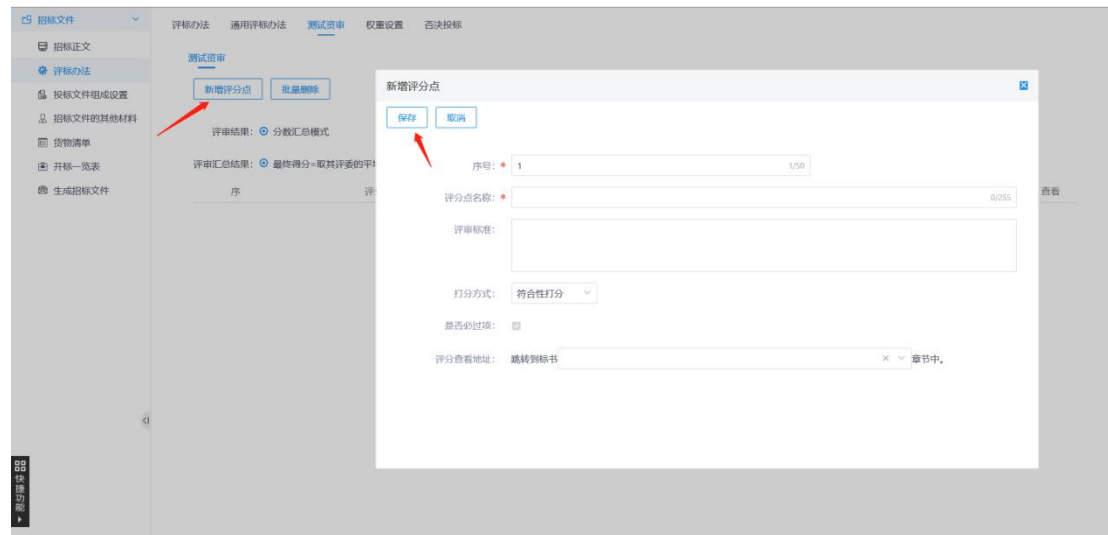 招标文件
招标正文
评标办法
投标文件组成设置
招标文件的其他材料
货物清单
开标一览表
生成招标文件
快捷功能
评标办法 通用评标办法 测试资审 权重设置 否决投标
测试资审
新增评分点 批量删除
评审结果: 分数汇总模式
评审汇总结果: 最终得分=取其评委的平
序 评
查看
新增评分点
保存 取消
序号: * 1 1/50
评分点名称: * 0/255
评审标准:
打分方式: 符合性打分
是否必过项:
评分查看地址: 跳转到标书 章节中。